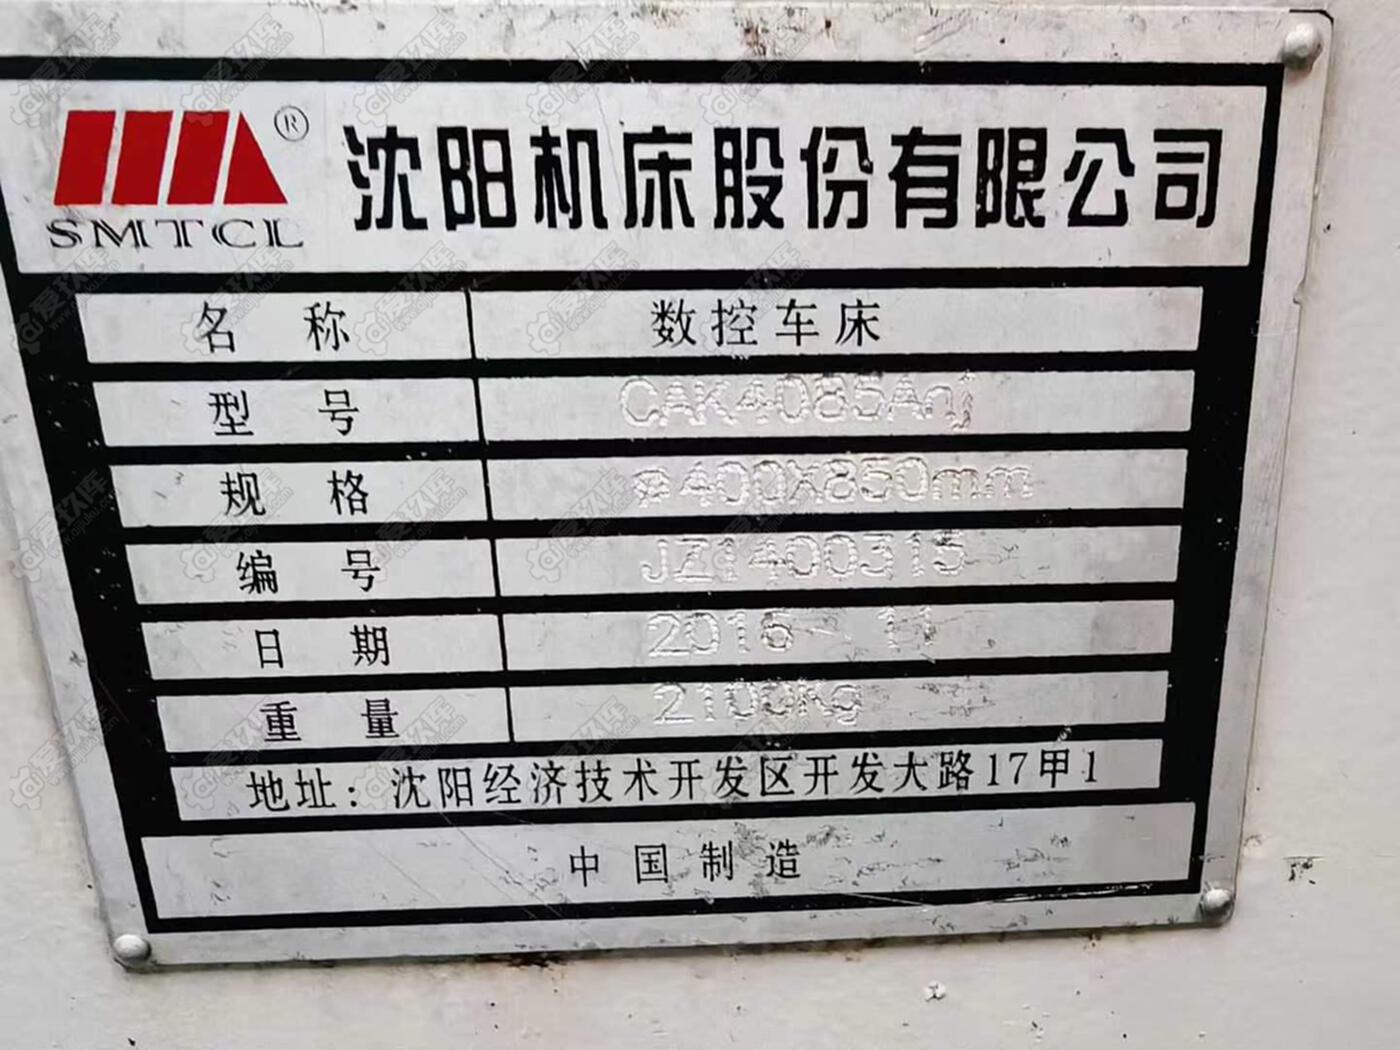 SMTCL ® 沈阳机床股份有限公司
名 称 数控车床
型 号 CAK4085Anj
规 格 ø400X850mm
编 号 JZ1400315
日 期 2016 11
重 量 2100Kg
地址：沈阳经济技术开发区开发大路17甲1
中国制造